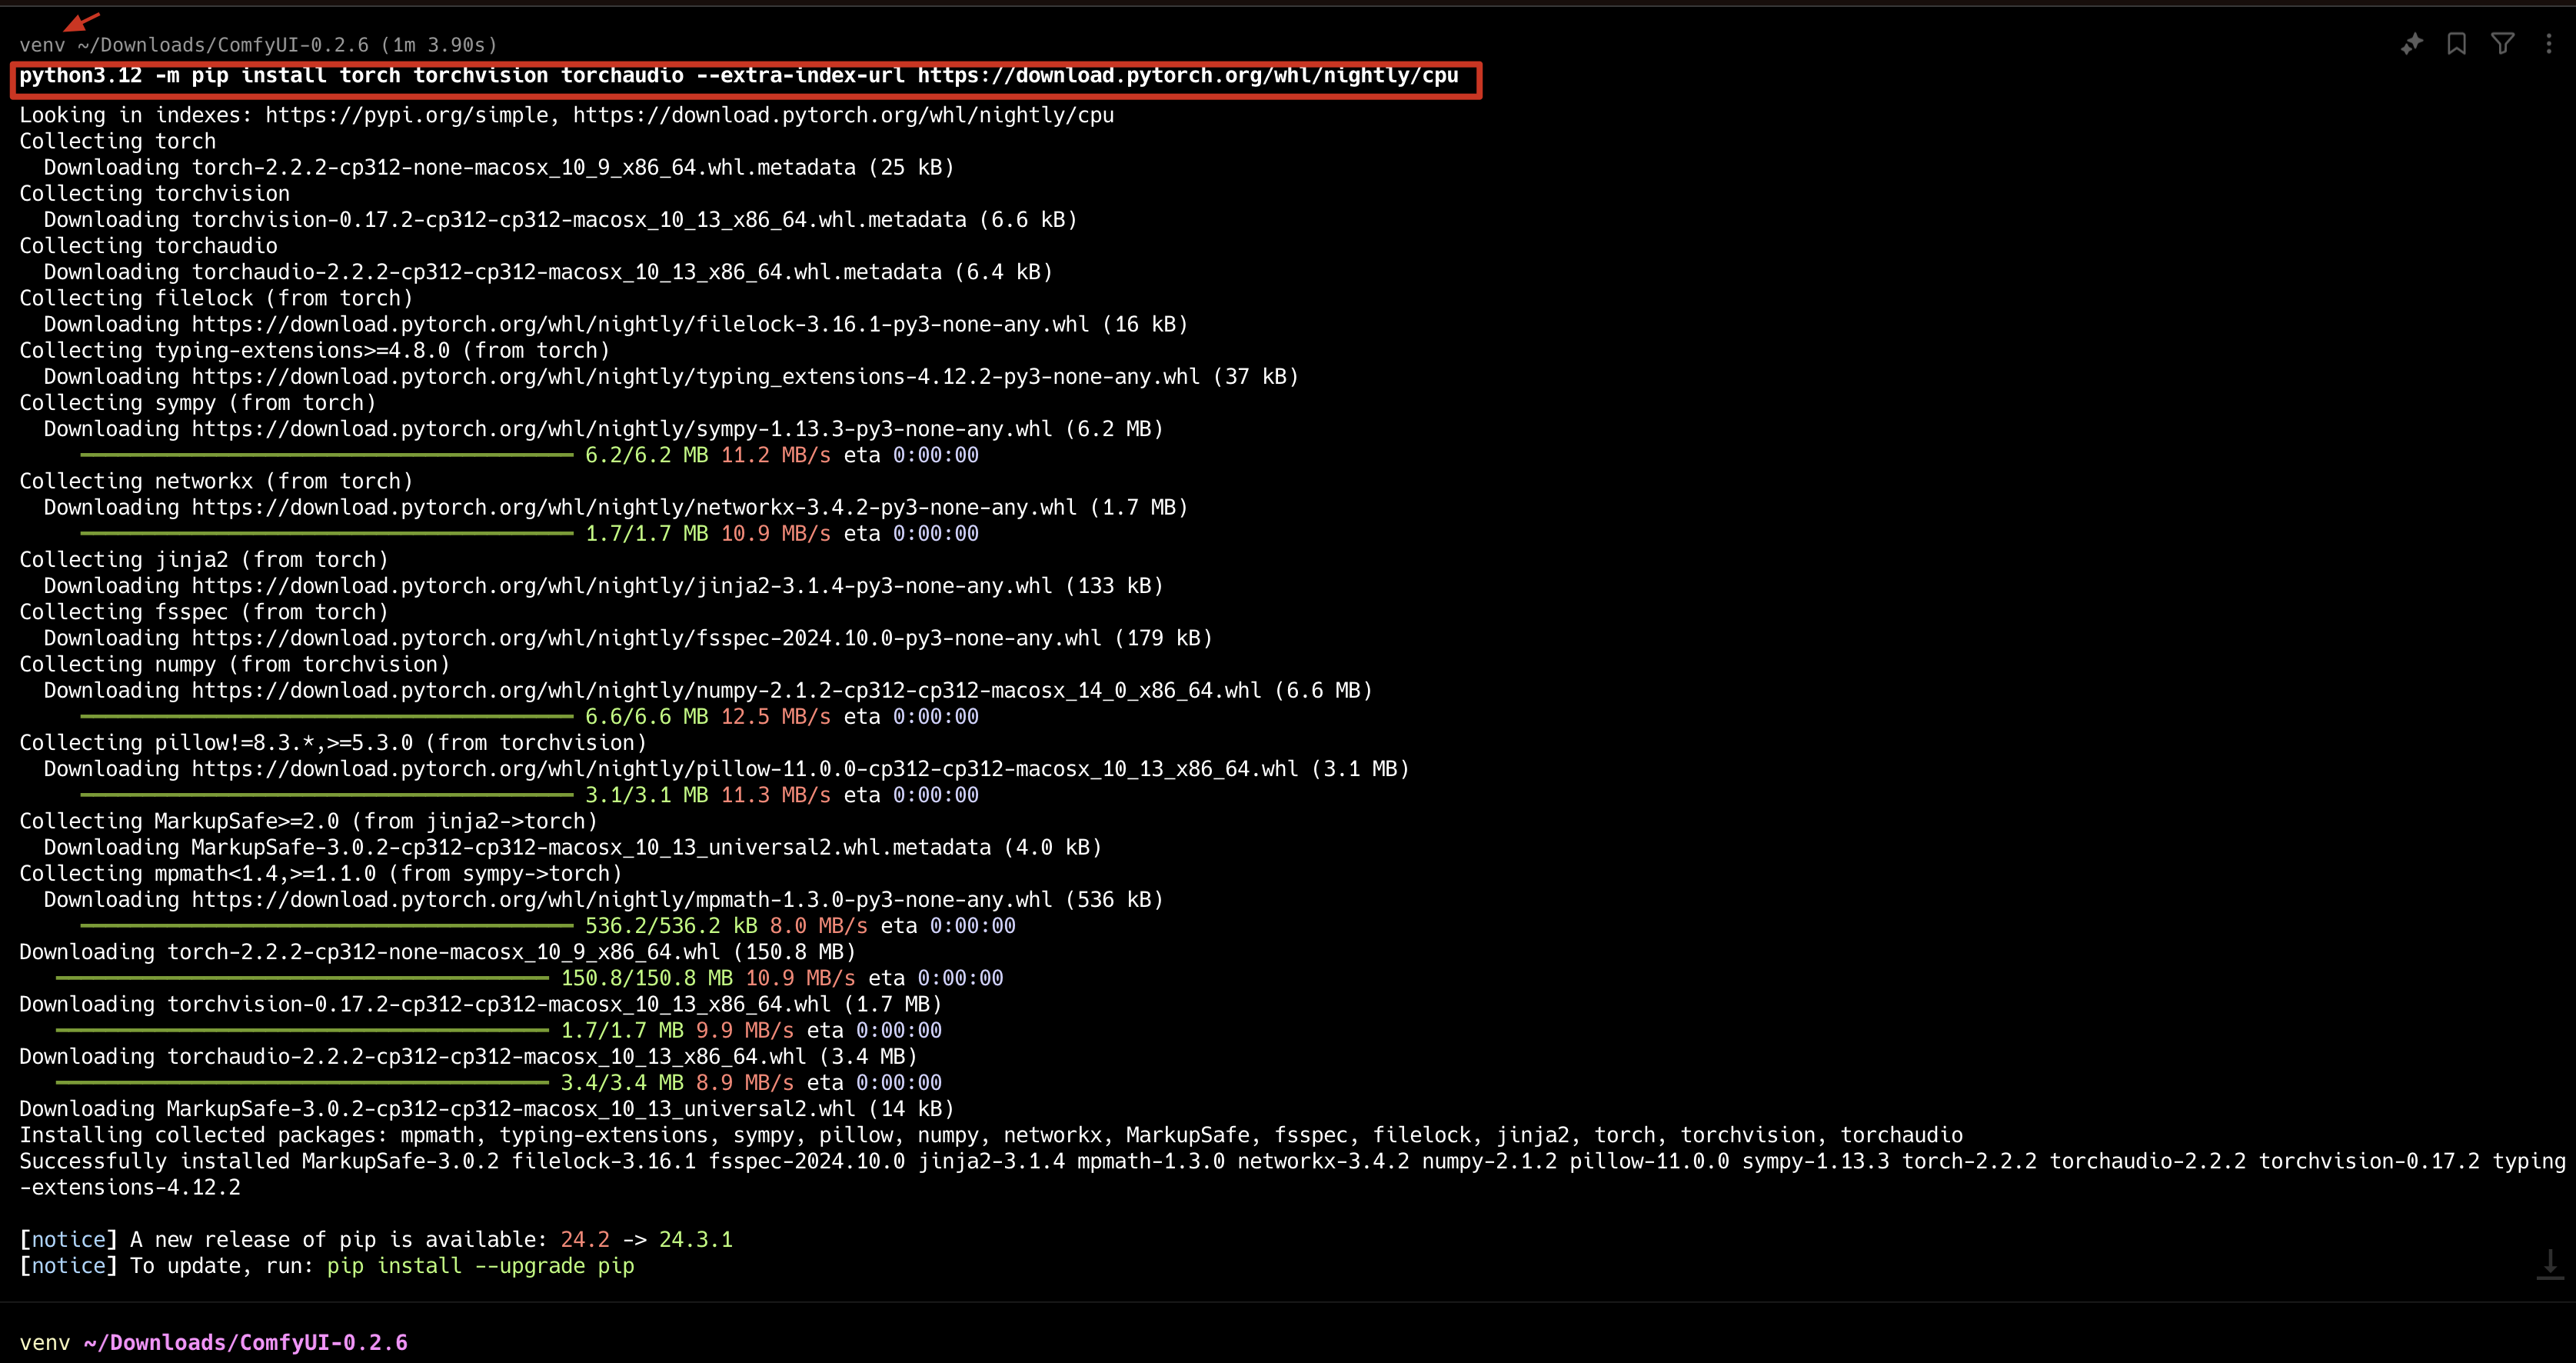 venv ~/Downloads/ComfyUI-0.2.6 (1m 3.90s)
python3.12 -m pip install torch torchvision torchaudio --extra-index-url https://download.pytorch.org/whl/nightly/cpu
Looking in indexes: https://pypi.org/simple, https://download.pytorch.org/whl/nightly/cpu
Collecting torch
  Downloading torch-2.2.2-cp312-none-macosx_10_9_x86_64.whl.metadata (25 kB)
Collecting torchvision
  Downloading torchvision-0.17.2-cp312-cp312-macosx_10_13_x86_64.whl.metadata (6.6 kB)
Collecting torchaudio
  Downloading torchaudio-2.2.2-cp312-cp312-macosx_10_13_x86_64.whl.metadata (6.4 kB)
Collecting filelock (from torch)
  Downloading https://download.pytorch.org/whl/nightly/filelock-3.16.1-py3-none-any.whl (16 kB)
Collecting typing-extensions>=4.8.0 (from torch)
  Downloading https://download.pytorch.org/whl/nightly/typing_extensions-4.12.2-py3-none-any.whl (37 kB)
Collecting sympy (from torch)
  Downloading https://download.pytorch.org/whl/nightly/sympy-1.13.3-py3-none-any.whl (6.2 MB)
6.2/6.2 MB 11.2 MB/s eta 0:00:00
Collecting networkx (from torch)
  Downloading https://download.pytorch.org/whl/nightly/networkx-3.4.2-py3-none-any.whl (1.7 MB)
1.7/1.7 MB 10.9 MB/s eta 0:00:00
Collecting jinja2 (from torch)
  Downloading https://download.pytorch.org/whl/nightly/jinja2-3.1.4-py3-none-any.whl (133 kB)
Collecting fsspec (from torch)
  Downloading https://download.pytorch.org/whl/nightly/fsspec-2024.10.0-py3-none-any.whl (179 kB)
Collecting numpy (from torchvision)
  Downloading https://download.pytorch.org/whl/nightly/numpy-2.1.2-cp312-cp312-macosx_14_0_x86_64.whl (6.6 MB)
6.6/6.6 MB 12.5 MB/s eta 0:00:00
Collecting pillow!=8.3.*,>=5.3.0 (from torchvision)
  Downloading https://download.pytorch.org/whl/nightly/pillow-11.0.0-cp312-cp312-macosx_10_13_x86_64.whl (3.1 MB)
3.1/3.1 MB 11.3 MB/s eta 0:00:00
Collecting MarkupSafe>=2.0 (from jinja2->torch)
  Downloading MarkupSafe-3.0.2-cp312-cp312-macosx_10_13_universal2.whl.metadata (4.0 kB)
Collecting mpmath<1.4,>=1.1.0 (from sympy->torch)
  Downloading https://download.pytorch.org/whl/nightly/mpmath-1.3.0-py3-none-any.whl (536 kB)
536.2/536.2 kB 8.0 MB/s eta 0:00:00
Downloading torch-2.2.2-cp312-none-macosx_10_9_x86_64.whl (150.8 MB)
150.8/150.8 MB 10.9 MB/s eta 0:00:00
Downloading torchvision-0.17.2-cp312-cp312-macosx_10_13_x86_64.whl (1.7 MB)
1.7/1.7 MB 9.9 MB/s eta 0:00:00
Downloading torchaudio-2.2.2-cp312-cp312-macosx_10_13_x86_64.whl (3.4 MB)
3.4/3.4 MB 8.9 MB/s eta 0:00:00
Downloading MarkupSafe-3.0.2-cp312-cp312-macosx_10_13_universal2.whl (14 kB)
Installing collected packages: mpmath, typing-extensions, sympy, pillow, numpy, networkx, MarkupSafe, fsspec, filelock, jinja2, torch, torchvision, torchaudio
Successfully installed MarkupSafe-3.0.2 filelock-3.16.1 fsspec-2024.10.0 jinja2-3.1.4 mpmath-1.3.0 networkx-3.4.2 numpy-2.1.2 pillow-11.0.0 sympy-1.13.3 torch-2.2.2 torchaudio-2.2.2 torchvision-0.17.2 typing
-extensions-4.12.2
[notice] A new release of pip is available: 24.2 -> 24.3.1
[notice] To update, run: pip install --upgrade pip
venv ~/Downloads/ComfyUI-0.2.6